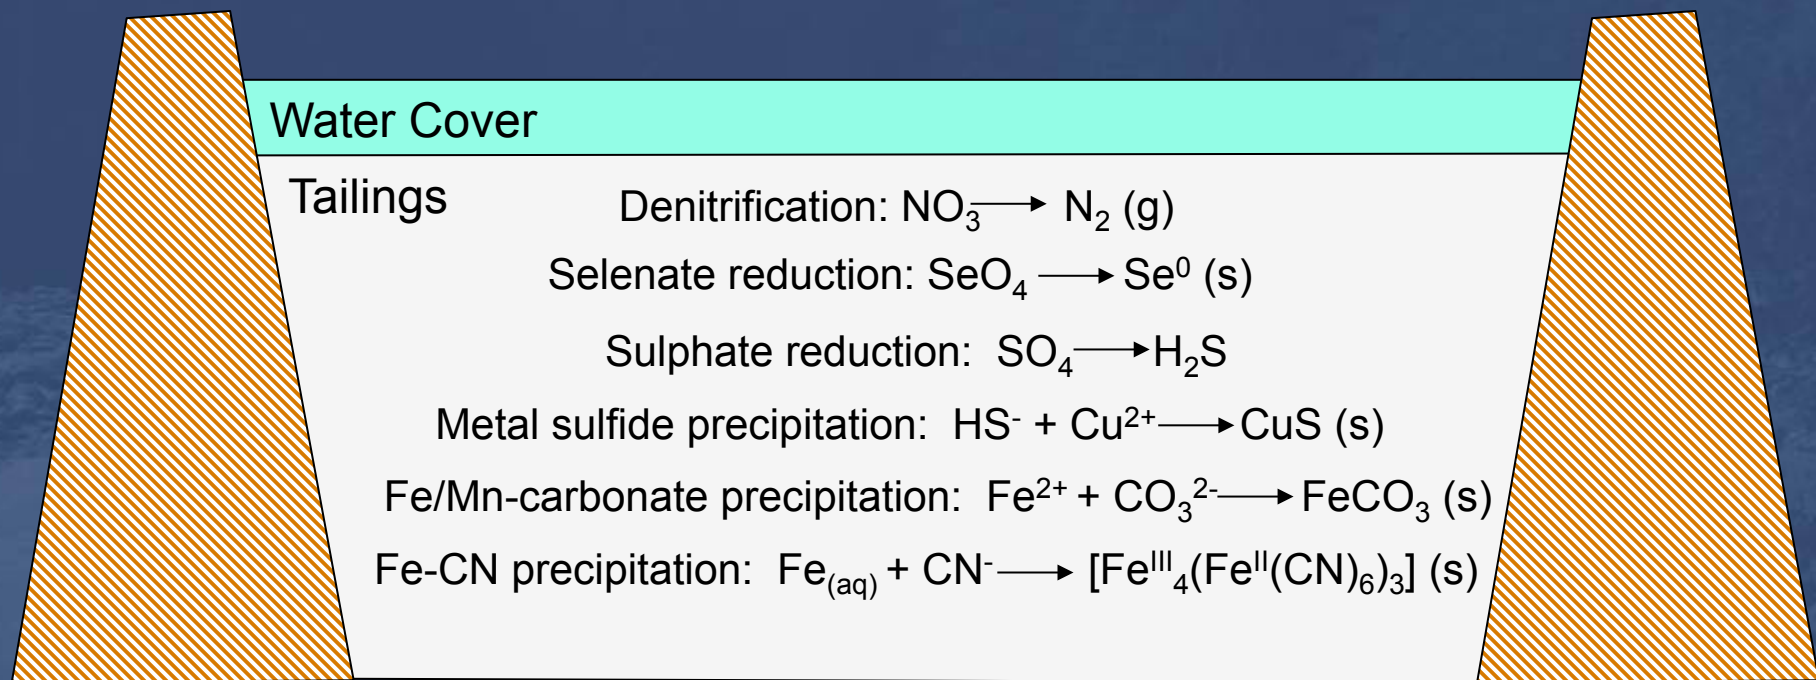 Water Cover
Tailings
Denitrification: NO₃ → N₂ (g)
Selenate reduction: SeO₄ → Se⁰ (s)
Sulphate reduction: SO₄ → H₂S
Metal sulfide precipitation: HS⁻ + Cu²⁺ → CuS (s)
Fe/Mn-carbonate precipitation: Fe²⁺ + CO₃²⁻ → FeCO₃ (s)
Fe-CN precipitation: Fe₍aq₎ + CN⁻ → [Feᴵᴵᴵ₄(Feᴵᴵ(CN)₆)₃] (s)